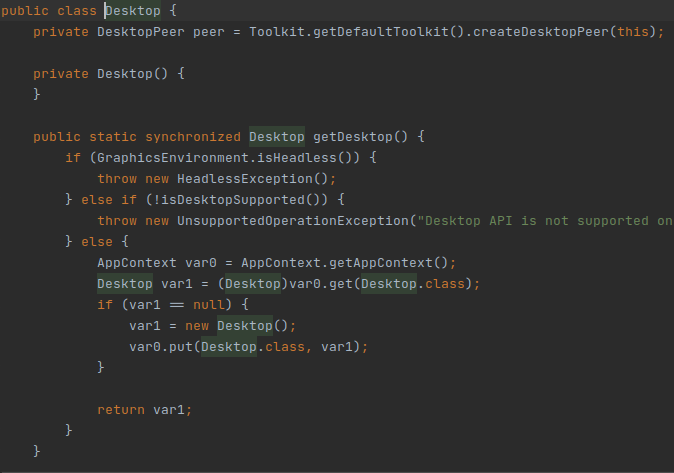 public class Desktop {
    private DesktopPeer peer = Toolkit.getDefaultToolkit().createDesktopPeer(this);
    private Desktop() {
    }
    public static synchronized Desktop getDesktop() {
        if (GraphicsEnvironment.isHeadless()) {
            throw new HeadlessException();
        } else if (!isDesktopSupported()) {
            throw new UnsupportedOperationException("Desktop API is not supported on
        } else {
            AppContext var0 = AppContext.getAppContext();
            Desktop var1 = (Desktop)var0.get(Desktop.class);
            if (var1 == null) {
                var1 = new Desktop();
                var0.put(Desktop.class, var1);
            }
            return var1;
        }
    }